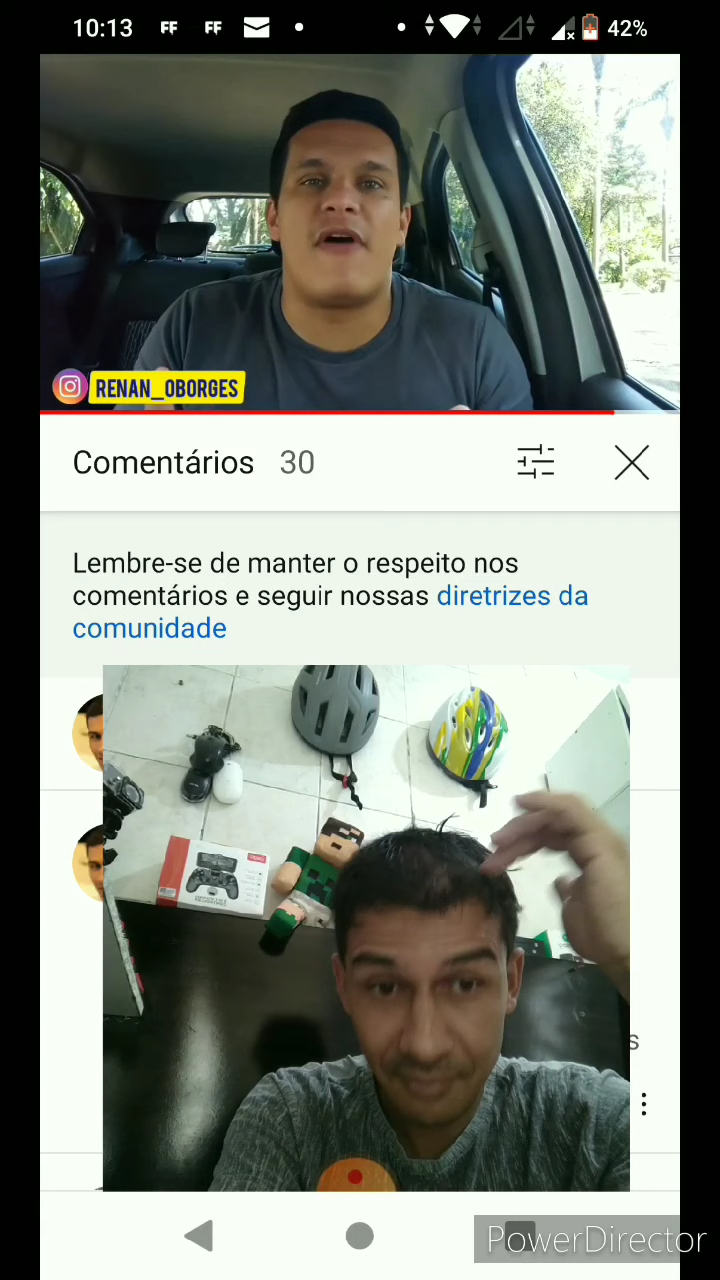 10:13
42%
RENAN_OBORGES
Comentários 30
Lembre-se de manter o respeito nos
comentários e seguir nossas diretrizes da
comunidade
s
PowerDirector